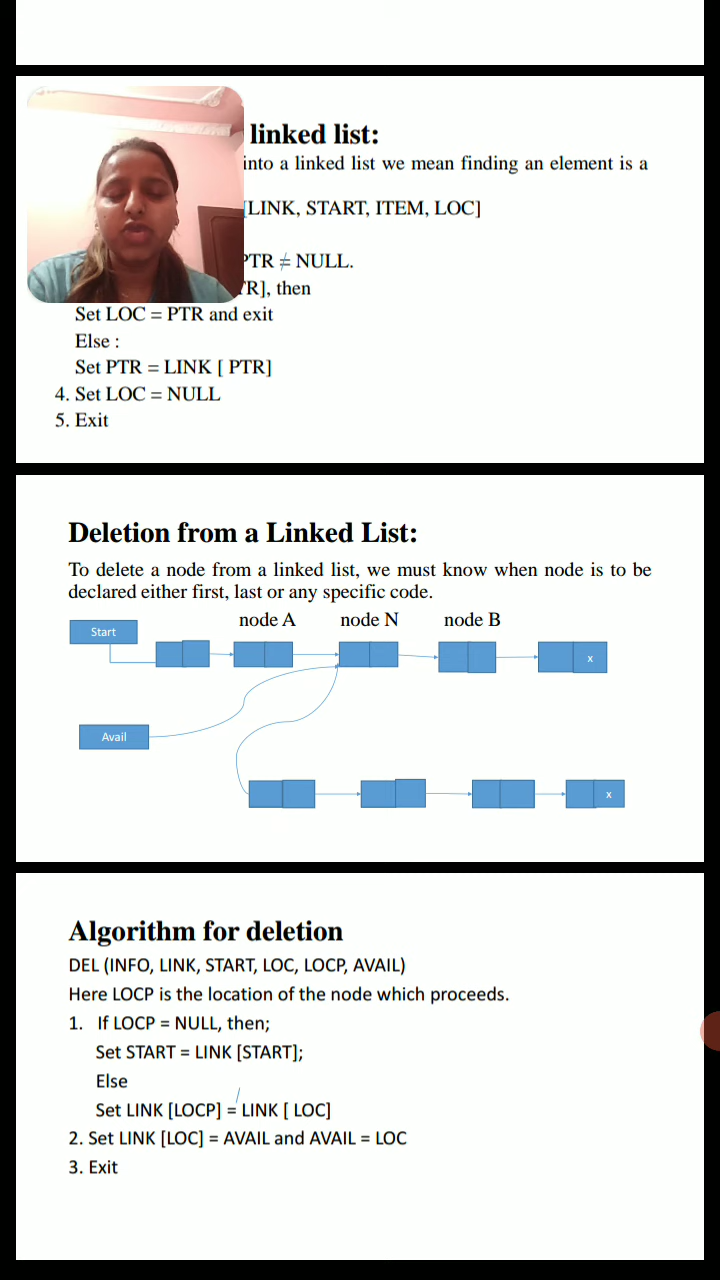 linked list:
into a linked list we mean finding an element is a
[LINK, START, ITEM, LOC]
PTR ≠ NULL.
TR], then
Set LOC = PTR and exit
Else :
Set PTR = LINK [ PTR]
4. Set LOC = NULL
5. Exit
Deletion from a Linked List:
To delete a node from a linked list, we must know when node is to be
declared either first, last or any specific code.
node A node N node B
Start
x
Avail
x
Algorithm for deletion
DEL (INFO, LINK, START, LOC, LOCP, AVAIL)
Here LOCP is the location of the node which proceeds.
1. If LOCP = NULL, then;
Set START = LINK [START];
Else
Set LINK [LOCP] = LINK [ LOC]
2. Set LINK [LOC] = AVAIL and AVAIL = LOC
3. Exit